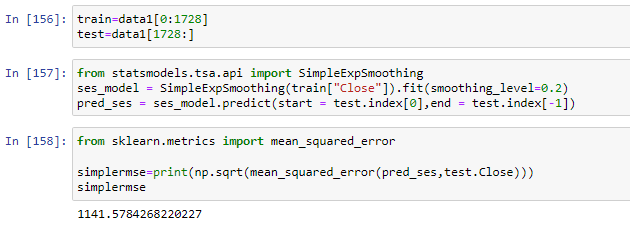 In [156]: train=data1[0:1728]
test=data1[1728:]
In [157]: from statsmodels.tsa.api import SimpleExpSmoothing
ses_model = SimpleExpSmoothing(train["Close"]).fit(smoothing_level=0.2)
pred_ses = ses_model.predict(start = test.index[0],end = test.index[-1])
In [158]: from sklearn.metrics import mean_squared_error
simplermse=print(np.sqrt(mean_squared_error(pred_ses,test.Close)))
simplermse
1141.5784268220227